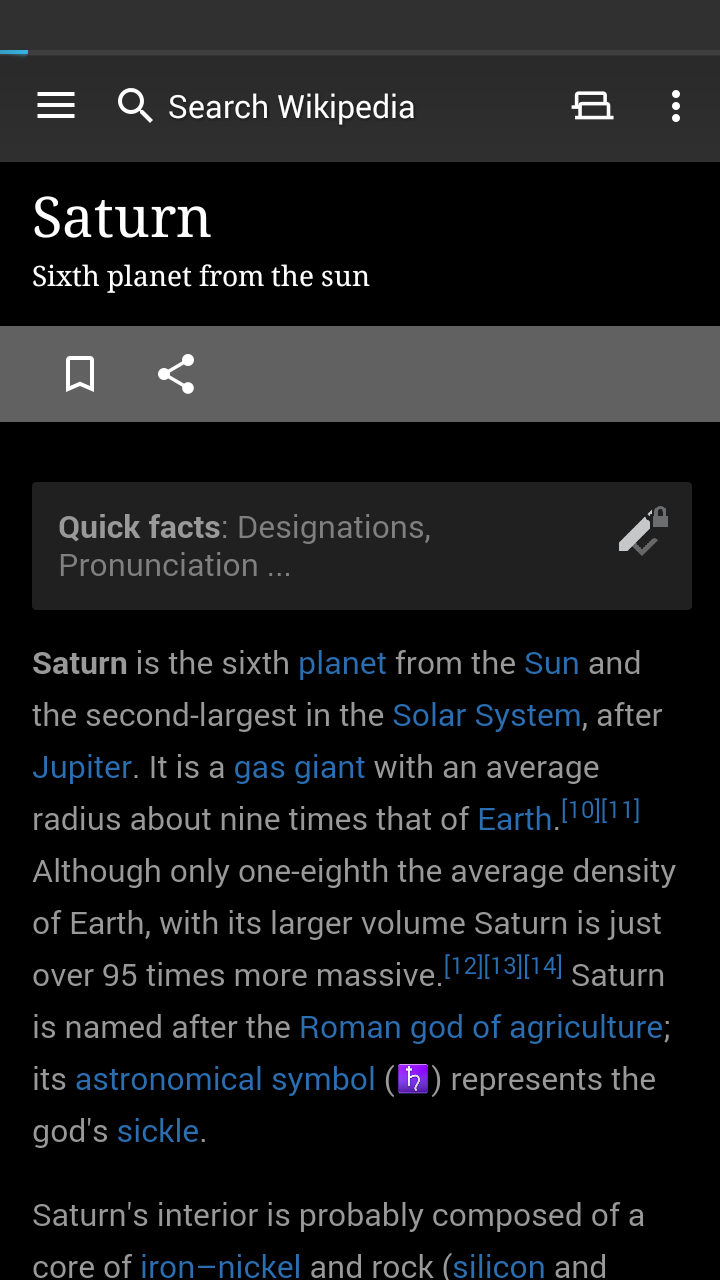 Search Wikipedia
Saturn
Sixth planet from the sun
Quick facts: Designations,
Pronunciation ...
Saturn is the sixth planet from the Sun and
the second-largest in the Solar System, after
Jupiter. It is a gas giant with an average
radius about nine times that of Earth.[10][11]
Although only one-eighth the average density
of Earth, with its larger volume Saturn is just
over 95 times more massive.[12][13][14] Saturn
is named after the Roman god of agriculture;
its astronomical symbol (♄) represents the
god's sickle.
Saturn's interior is probably composed of a
core of iron–nickel and rock (silicon and